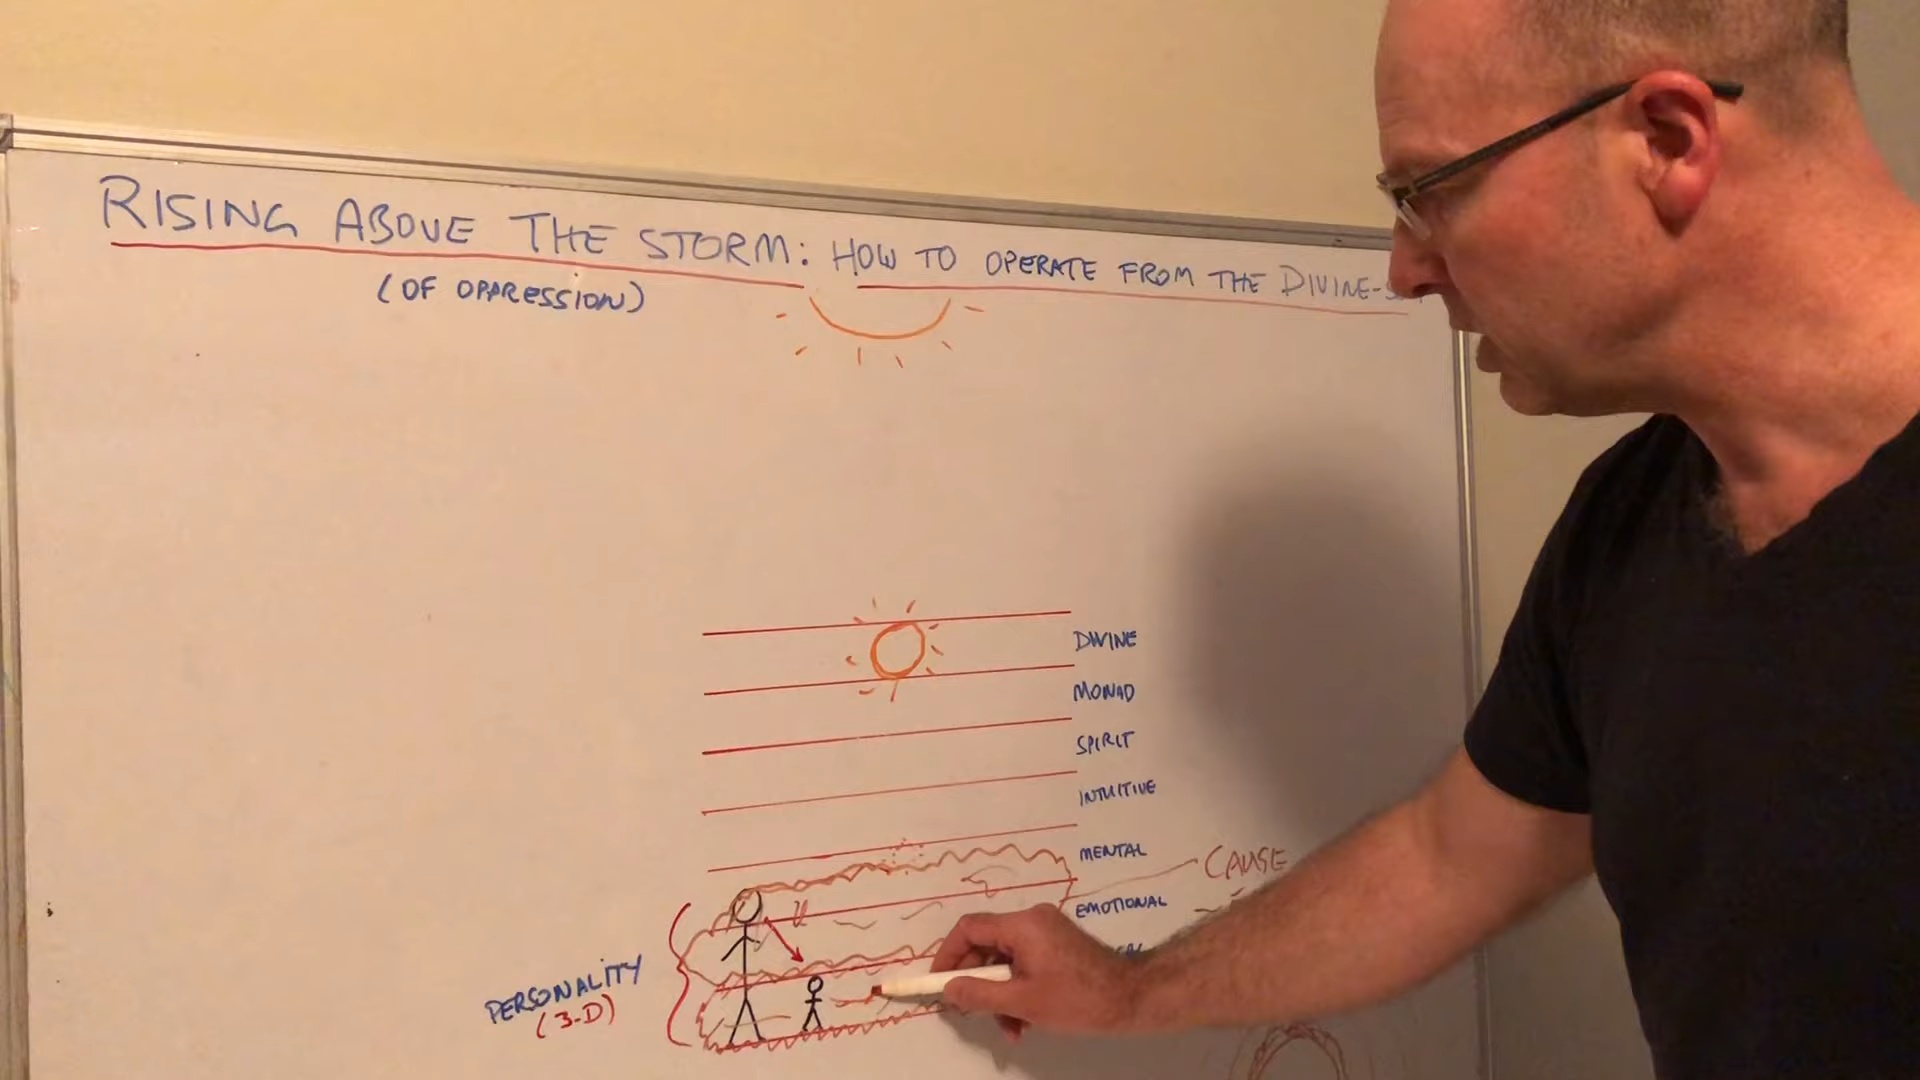 RISING ABOVE THE STORM: HOW TO OPERATE FROM THE DIVINE-
(OF OPPRESSION)
DIVINE
MONAD
SPIRIT
INTUITIVE
MENTAL
CAUSE
EMOTIONAL
PERSONALITY
(3-D)